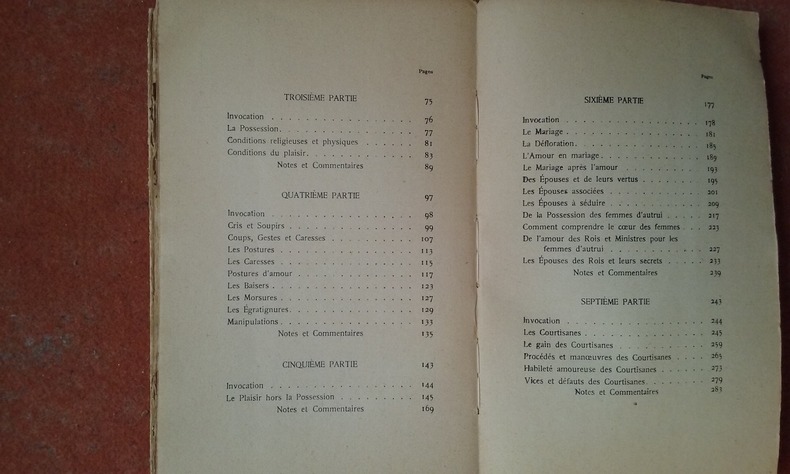 Pages
TROISIÈME PARTIE 75
Invocation . . . . . . . . . . . . . . . . . 76
La Possession. . . . . . . . . . . . . . . . 77
Conditions religieuses et physiques . . . . . . . 81
Conditions du plaisir. . . . . . . . . . . . . 83
Notes et Commentaires 89
QUATRIÈME PARTIE 97
Invocation . . . . . . . . . . . . . . . . . 98
Cris et Soupirs . . . . . . . . . . . . . . . 99
Coups, Gestes et Caresses . . . . . . . . . . 107
Les Postures . . . . . . . . . . . . . . . . 113
Les Caresses . . . . . . . . . . . . . . . . 115
Postures d'amour . . . . . . . . . . . . . . 117
Les Baisers . . . . . . . . . . . . . . . . . 123
Les Morsures . . . . . . . . . . . . . . . . 127
Les Égratignures. . . . . . . . . . . . . . . 129
Manipulations . . . . . . . . . . . . . . . . 133
Notes et Commentaires 135
CINQUIÈME PARTIE 143
Invocation . . . . . . . . . . . . . . . . . 144
Le Plaisir hors la Possession . . . . . . . . . 145
Notes et Commentaires 169
Pages
SIXIÈME PARTIE 177
Invocation . . . . . . . . . . . . . . . . . 178
Le Mariage . . . . . . . . . . . . . . . . . 181
La Défloration. . . . . . . . . . . . . . . . 185
L'Amour en mariage. . . . . . . . . . . . . 189
Le Mariage après l'amour . . . . . . . . . . 193
Des Épouses et de leurs vertus . . . . . . . . 195
Les Épouses associées . . . . . . . . . . . . 201
Les Épouses à séduire . . . . . . . . . . . . 209
De la Possession des femmes d'autrui . . . . . 217
Comment comprendre le cœur des femmes . . . 223
De l'amour des Rois et Ministres pour les
femmes d'autrui . . . . . . . . . . . . 227
Les Épouses des Rois et leurs secrets . . . . . 233
Notes et Commentaires 239
SEPTIÈME PARTIE 243
Invocation . . . . . . . . . . . . . . . . . 244
Les Courtisanes . . . . . . . . . . . . . . . 245
Le gain des Courtisanes . . . . . . . . . . . 259
Procédés et manœuvres des Courtisanes . . . . 265
Habileté amoureuse des Courtisanes . . . . . . 273
Vices et défauts des Courtisanes. . . . . . . . 279
Notes et Commentaires 283